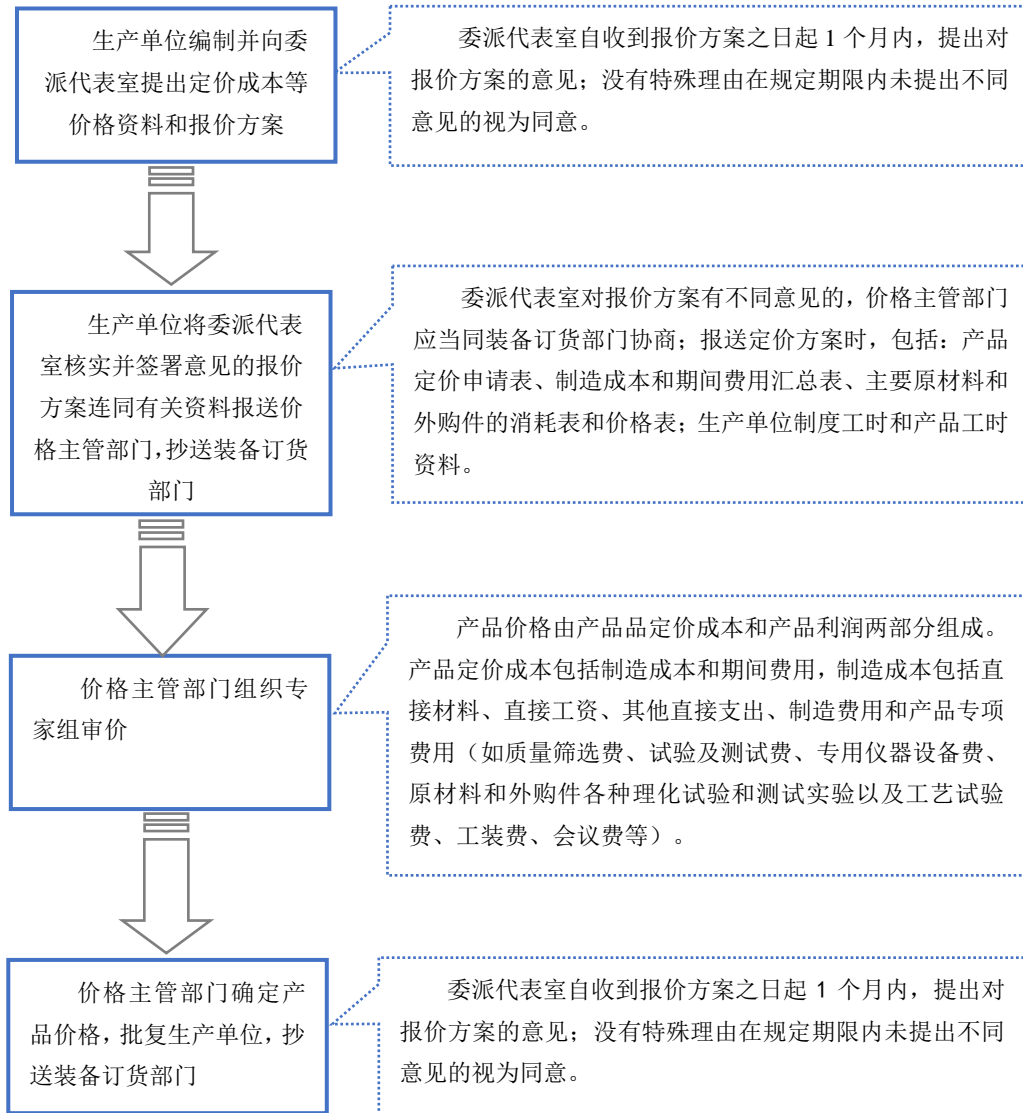 生产单位编制并向委
派代表室提出定价成本等
价格资料和报价方案
委派代表室自收到报价方案之日起 1 个月内，提出对
报价方案的意见；没有特殊理由在规定期限内未提出不同
意见的视为同意。
生产单位将委派代表
室核实并签署意见的报价
方案连同有关资料报送价
格主管部门，抄送装备订货
部门
委派代表室对报价方案有不同意见的，价格主管部门
应当同装备订货部门协商；报送定价方案时，包括：产品
定价申请表、制造成本和期间费用汇总表、主要原材料和
外购件的消耗表和价格表；生产单位制度工时和产品工时
资料。
价格主管部门组织专
家组审价
产品价格由产品品定价成本和产品利润两部分组成。
产品定价成本包括制造成本和期间费用，制造成本包括直
接材料、直接工资、其他直接支出、制造费用和产品专项
费用（如质量筛选费、试验及测试费、专用仪器设备费、
原材料和外购件各种理化试验和测试实验以及工艺试验
费、工装费、会议费等）。
价格主管部门确定产
品价格，批复生产单位，抄
送装备订货部门
委派代表室自收到报价方案之日起 1 个月内，提出对
报价方案的意见；没有特殊理由在规定期限内未提出不同
意见的视为同意。